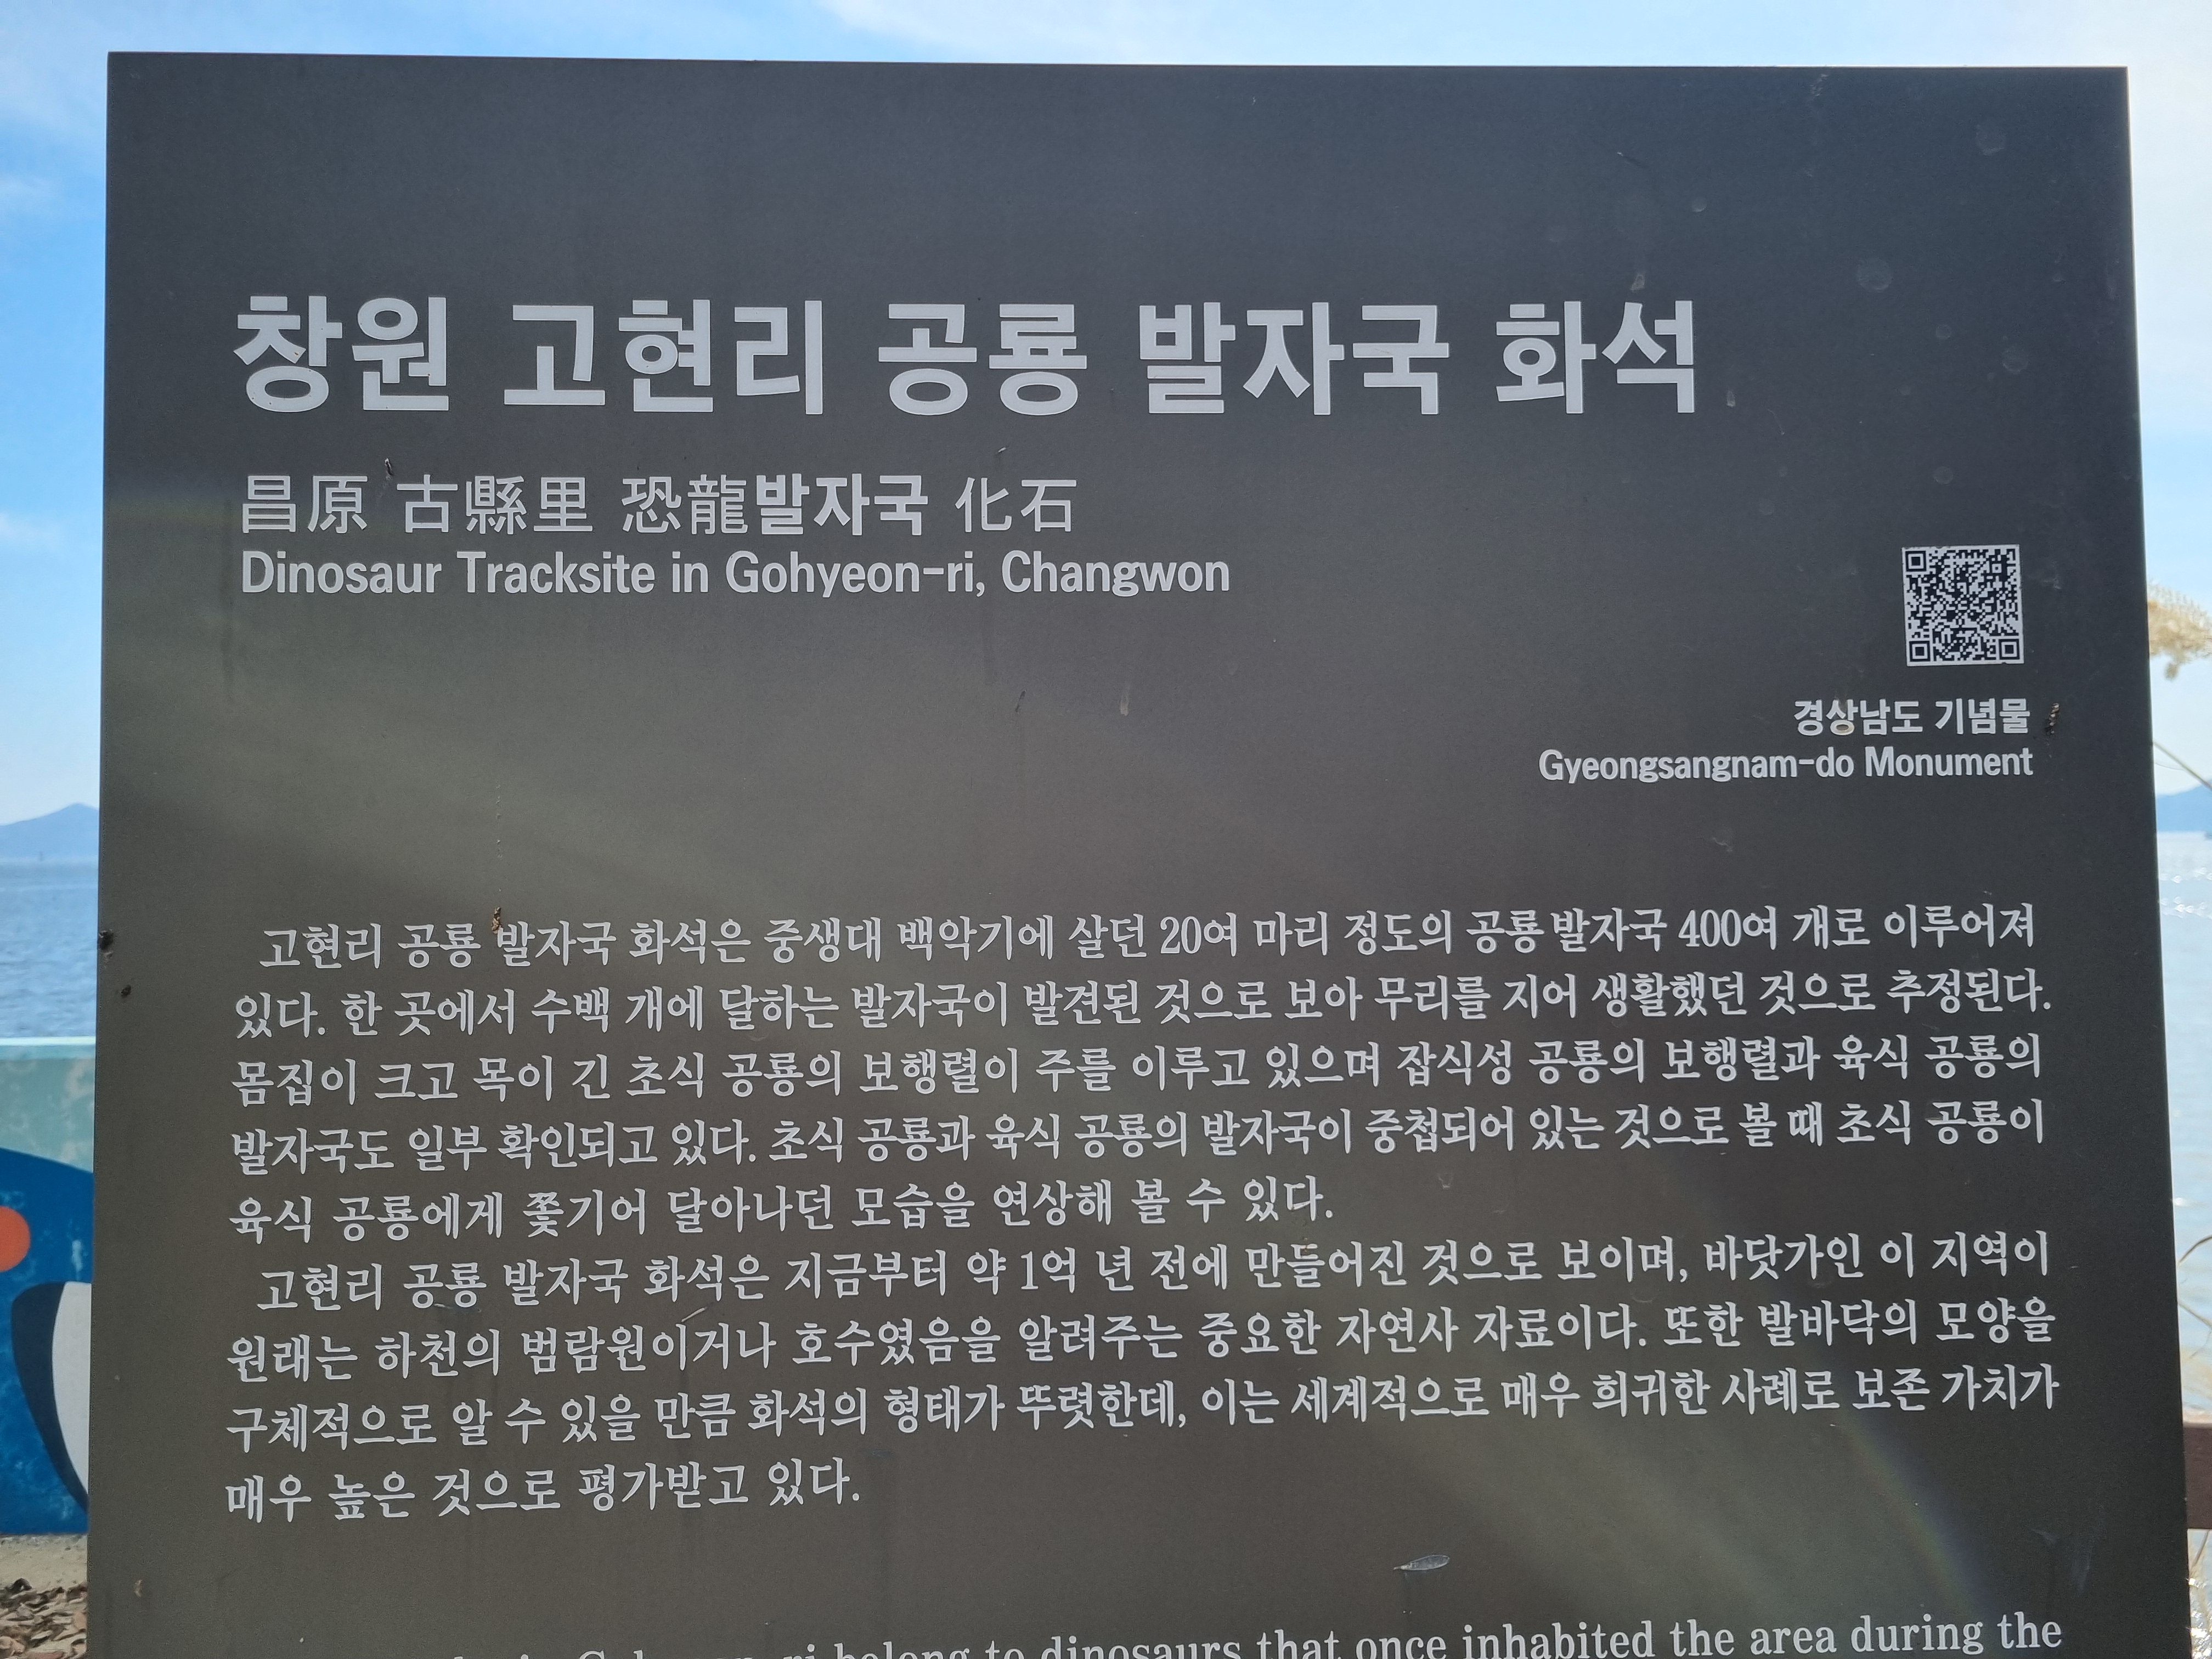 창원 고현리 공룡 발자국 화석
昌原 古縣里 恐龍발자국 化石
Dinosaur Tracksite in Gohyeon-ri, Changwon
경상남도 기념물
Gyeongsangnam-do Monument
고현리 공룡 발자국 화석은 중생대 백악기에 살던 20여 마리 정도의 공룡 발자국 400여 개로 이루어져
있다. 한 곳에서 수백 개에 달하는 발자국이 발견된 것으로 보아 무리를 지어 생활했던 것으로 추정된다.
몸집이 크고 목이 긴 초식 공룡의 보행렬이 주를 이루고 있으며 잡식성 공룡의 보행렬과 육식 공룡의
발자국도 일부 확인되고 있다. 초식 공룡과 육식 공룡의 발자국이 중첩되어 있는 것으로 볼 때 초식 공룡이
육식 공룡에게 쫓기어 달아나던 모습을 연상해 볼 수 있다.
고현리 공룡 발자국 화석은 지금부터 약 1억 년 전에 만들어진 것으로 보이며, 바닷가인 이 지역이
원래는 하천의 범람원이거나 호수였음을 알려주는 중요한 자연사 자료이다. 또한 발바닥의 모양을
구체적으로 알 수 있을 만큼 화석의 형태가 뚜렷한데, 이는 세계적으로 매우 희귀한 사례로 보존 가치가
매우 높은 것으로 평가받고 있다.
belong to dinosaurs that once inhabited the area during the